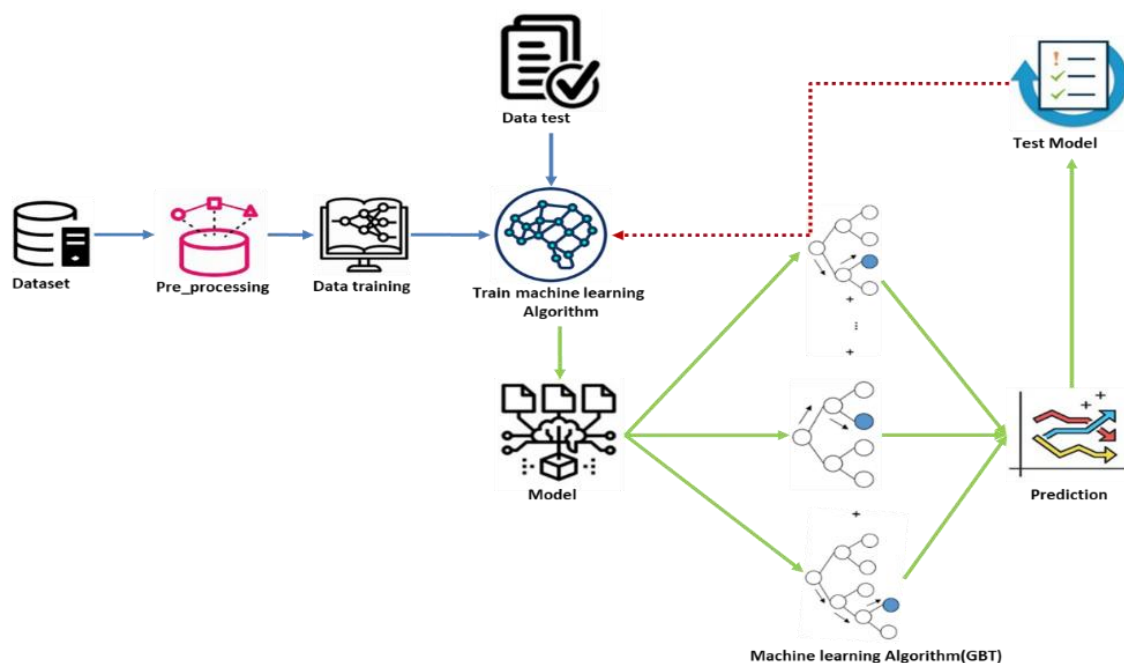 Data test
Test Model
Dataset
Pre_processing
Data training
Train machine learning
Algorithm
+
...
+
+ +
Model
Prediction
+
Machine learning Algorithm(GBT)